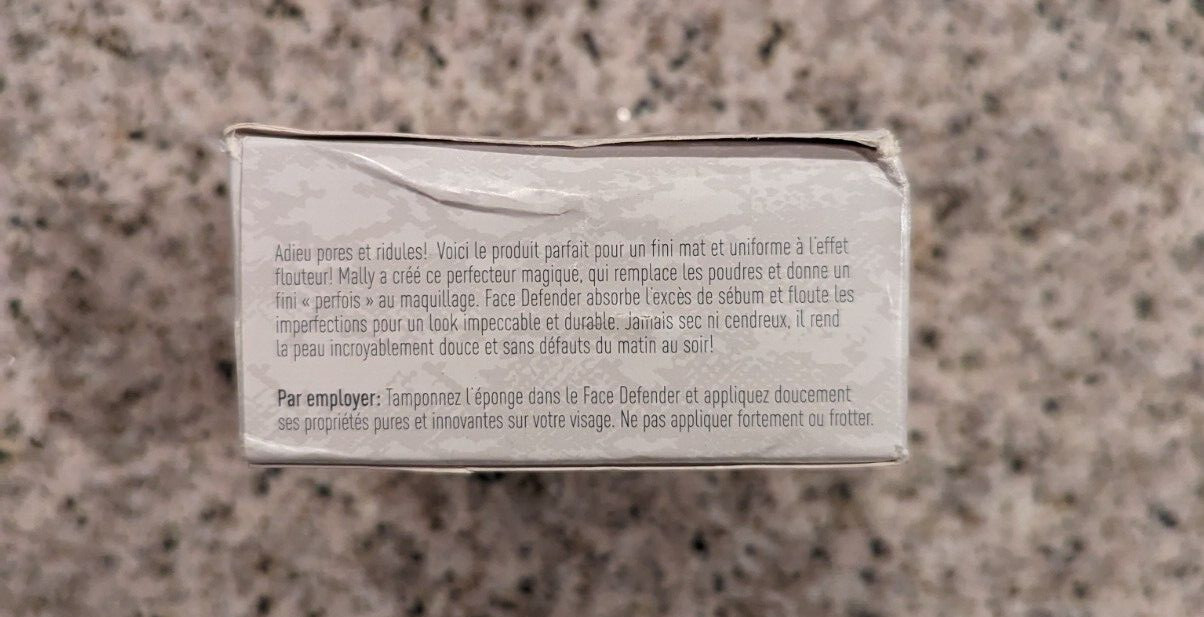 Adieu pores et ridules! Voici le produit parfait pour un fini mat et uniforme à l'effet
flouteur! Mally a créé ce perfecteur magique, qui remplace les poudres et donne un
fini « perfois » au maquillage. Face Defender absorbe l'excès de sébum et floute les
imperfections pour un look impeccable et durable. Jamais sec ni cendreux, il rend
la peau incroyablement douce et sans défauts du matin au soir!
Par employer: Tamponnez l'éponge dans le Face Defender et appliquez doucement
ses propriétés pures et innovantes sur votre visage. Ne pas appliquer fortement ou frotter.